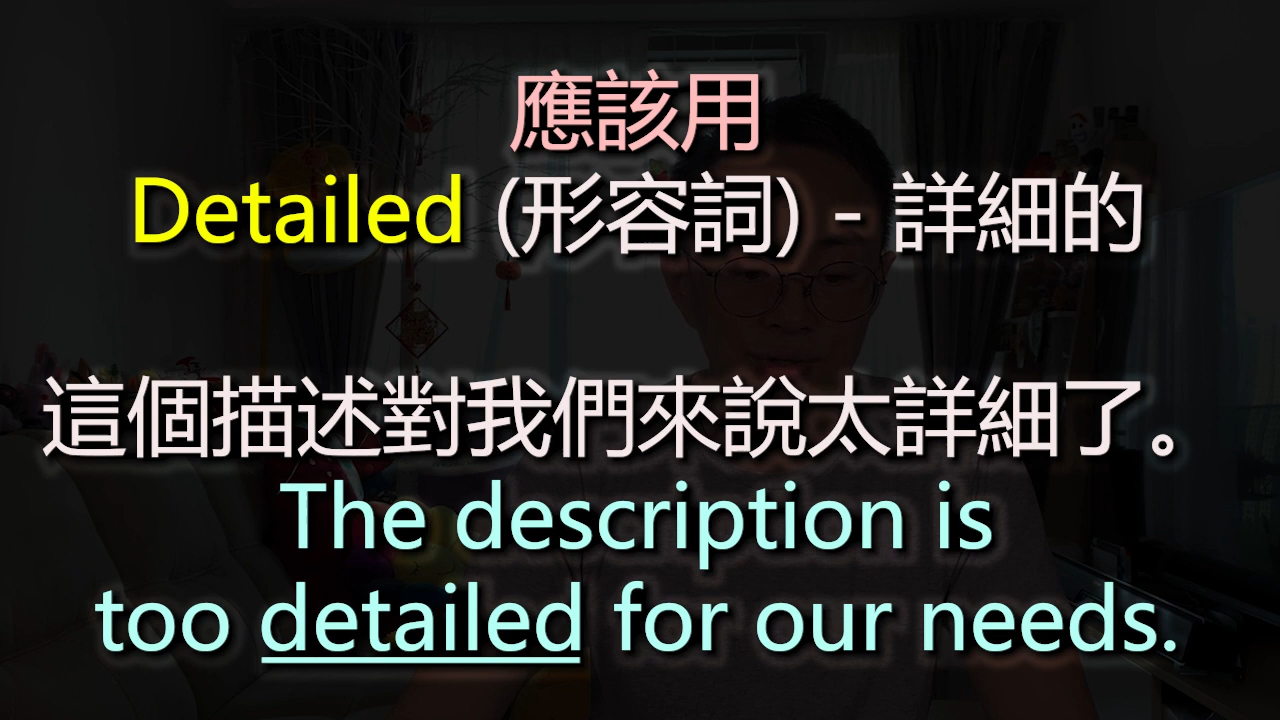 應該用
Detailed (形容詞) - 詳細的
這個描述對我們來說太詳細了。
The description is
too detailed for our needs.